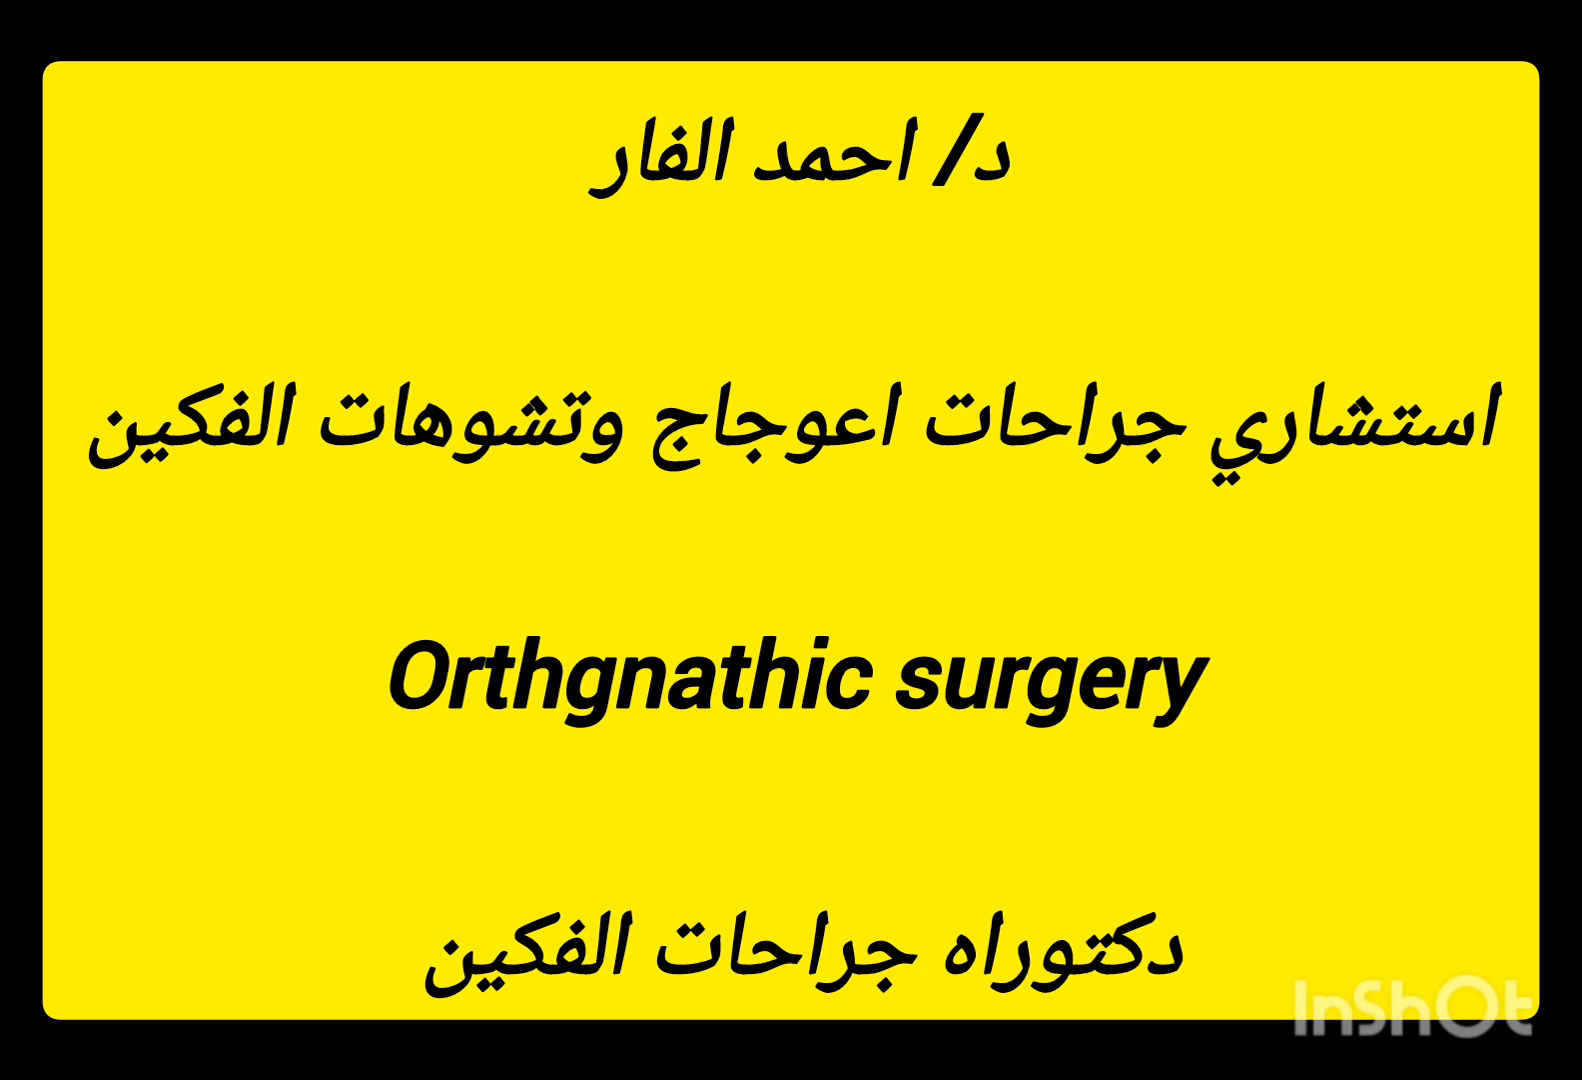 د/ احمد الفار
استشاري جراحات اعوجاج وتشوهات الفكين
Orthgnathic surgery
دكتوراه جراحات الفكين
InShOt